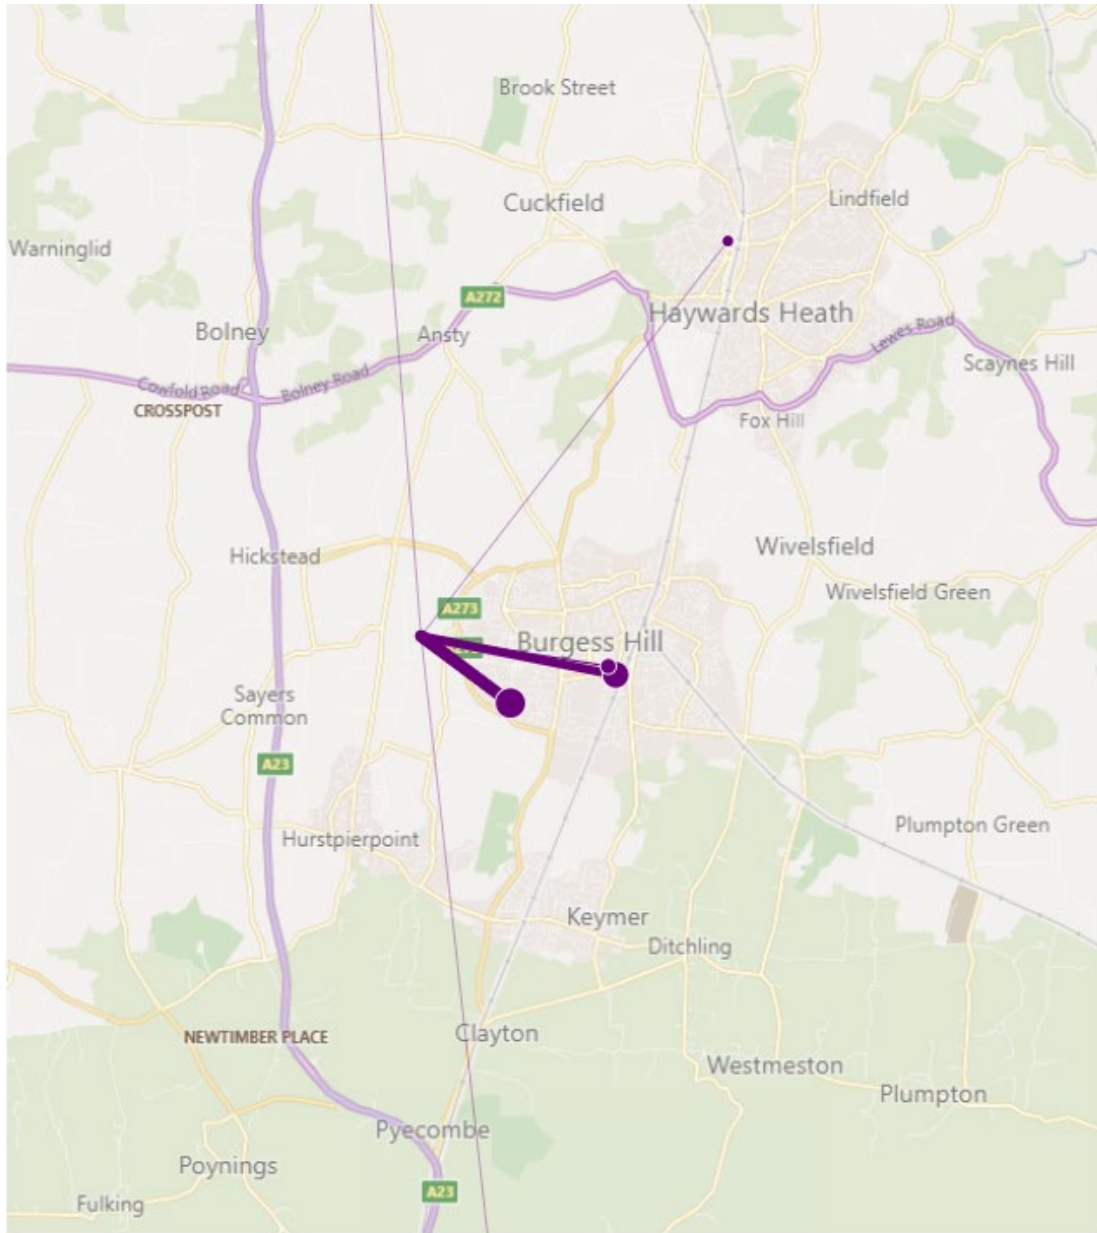 Brook Street
Cuckfield
Lindfield
Warninglid
A272
Haywards Heath
Bolney
Ansty
Lewes Road
Scaynes Hill
Cowfold Road
Bolney Road
CROSSPOST
Fox Hill
Hickstead
Wivelsfield
Wivelsfield Green
A273
Burgess Hill
Sayers
Common
A23
Hurstpierpoint
Plumpton Green
Keymer
Ditchling
NEWTIMBER PLACE
Clayton
Westmeston
Plumpton
Pyecombe
Poynings
A23
Fulking